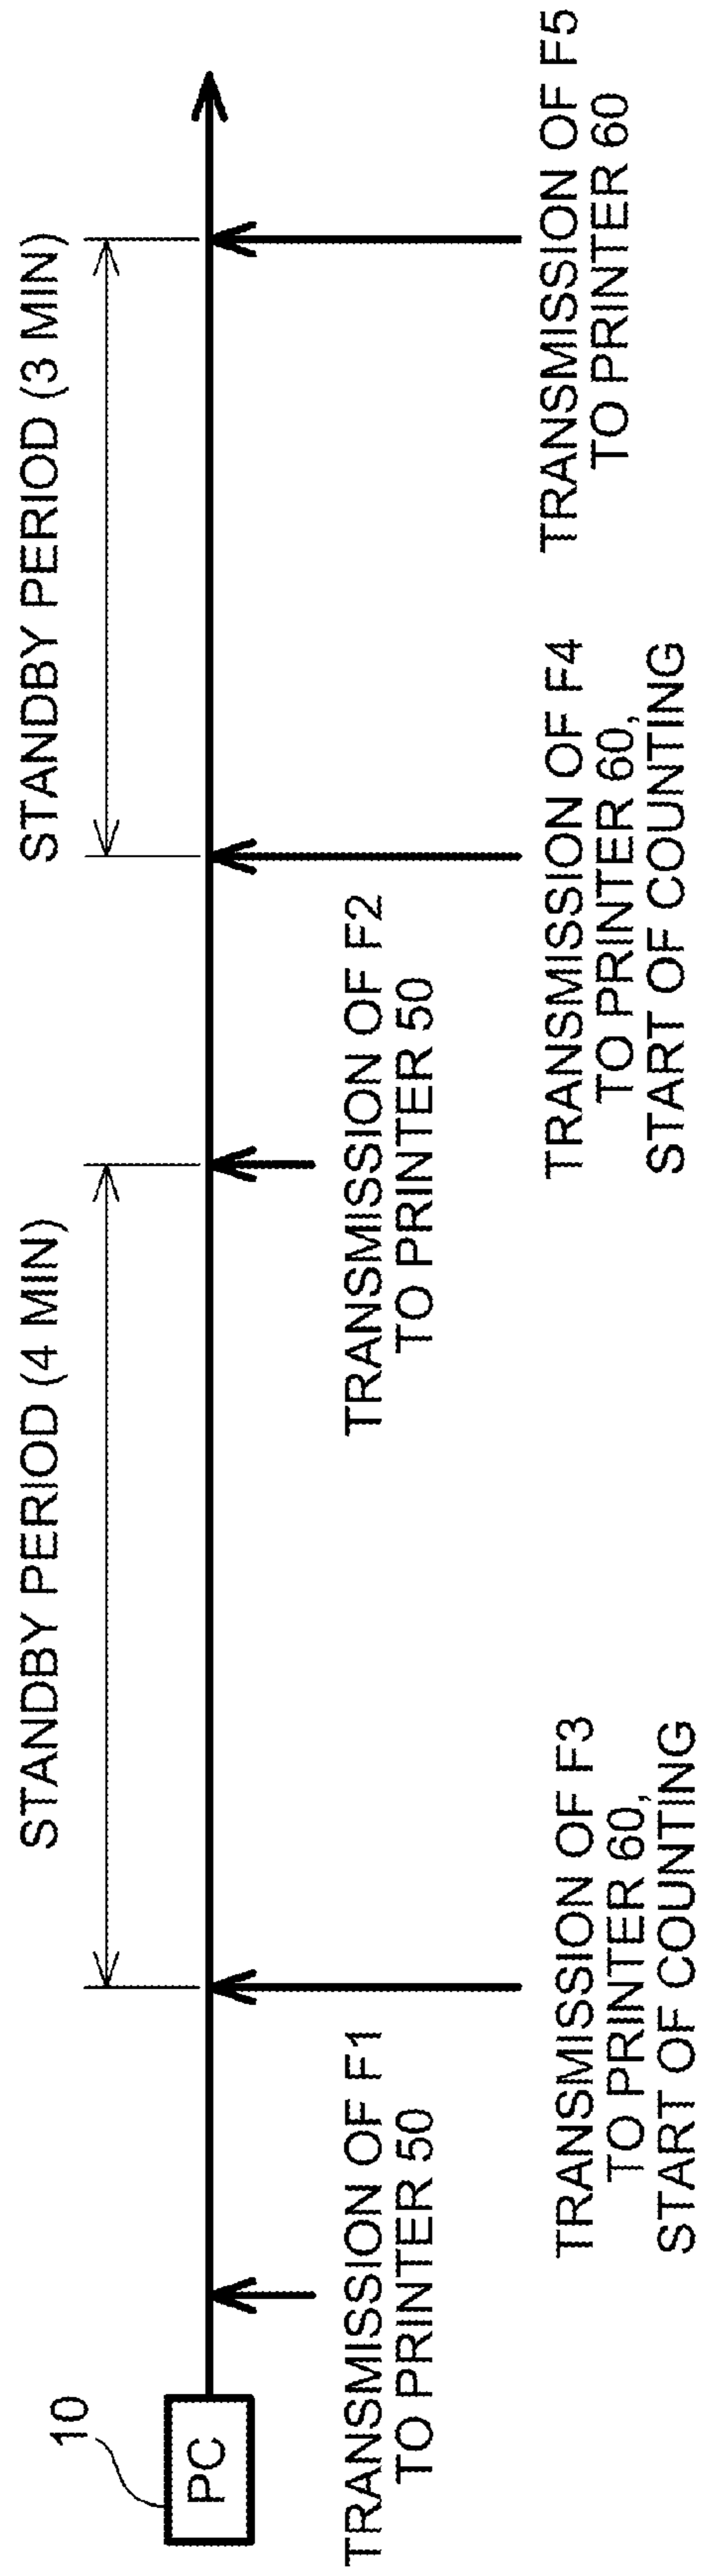 10
PC
STANDBY PERIOD (4 MIN)
STANDBY PERIOD (3 MIN)
TRANSMISSION OF F1
TO PRINTER 50
TRANSMISSION OF F2
TO PRINTER 50
TRANSMISSION OF F3
TO PRINTER 60,
START OF COUNTING
TRANSMISSION OF F4
TO PRINTER 60,
START OF COUNTING
TRANSMISSION OF F5
TO PRINTER 60